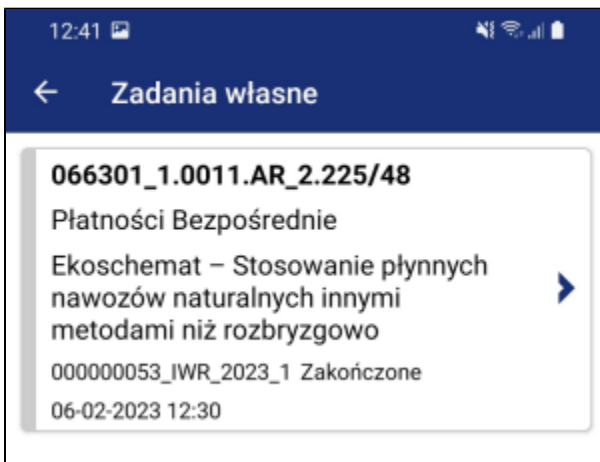 12:41
Zadania własne
066301_1.0011.AR_2.225/48
Płatności Bezpośrednie
Ekoschemat – Stosowanie płynnych
nawozów naturalnych innymi
metodami niż rozbryzgowo
000000053_IWR_2023_1 Zakończone
06-02-2023 12:30